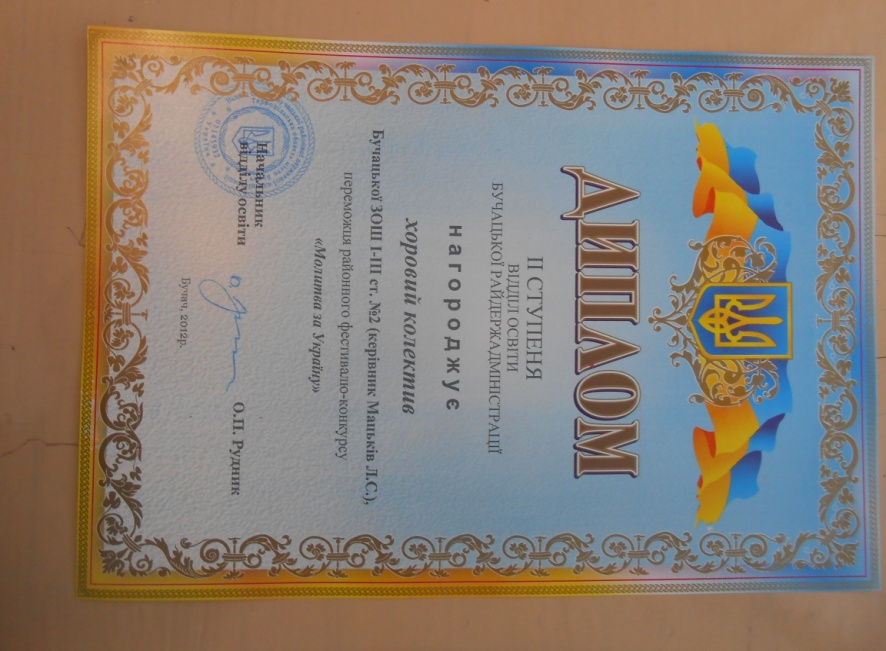 ДИПЛОМ
ІІ СТУПЕНЯ
ВІДДІЛ ОСВІТИ
БУЧАЦЬКОЇ РАЙДЕРЖАДМІНІСТРАЦІЇ
нагороджує
хоровий колектив
Бучацької ЗОШ І-ІІІ ст. №2 (керівник Мацьків Л.С.),
переможця районного фестивалю-конкурсу
«Молитва за Україну»
Начальник
відділу освіти О.П. Рудник
Бучач, 2012р.